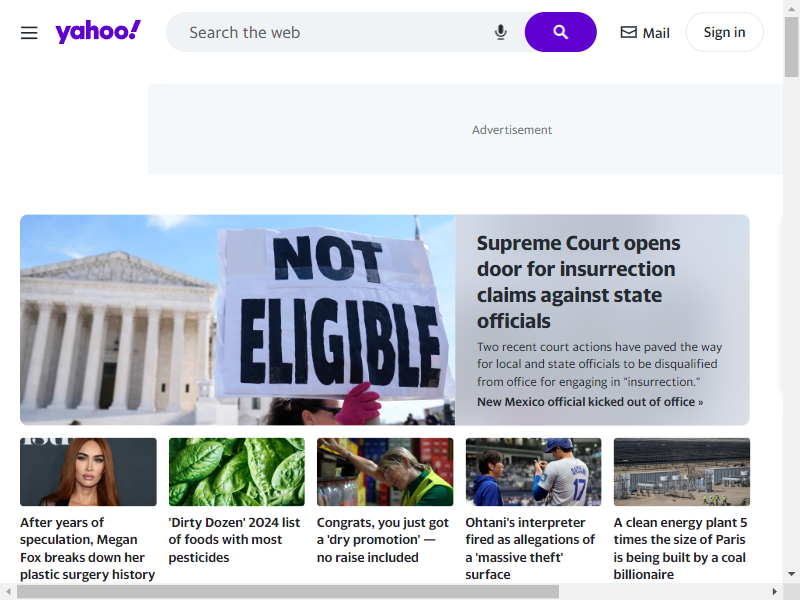 yahoo!
Search the web
Mail
Sign in
Advertisement
NOT
ELIGIBLE
Supreme Court opens
door for insurrection
claims against state
officials
Two recent court actions have paved the way
for local and state officials to be disqualified
from office for engaging in "insurrection."
New Mexico official kicked out of office »
17
After years of
speculation, Megan
Fox breaks down her
plastic surgery history
'Dirty Dozen' 2024 list
of foods with most
pesticides
Congrats, you just got
a 'dry promotion' —
no raise included
Ohtani's interpreter
fired as allegations of
a 'massive theft'
surface
A clean energy plant 5
times the size of Paris
is being built by a coal
billionaire